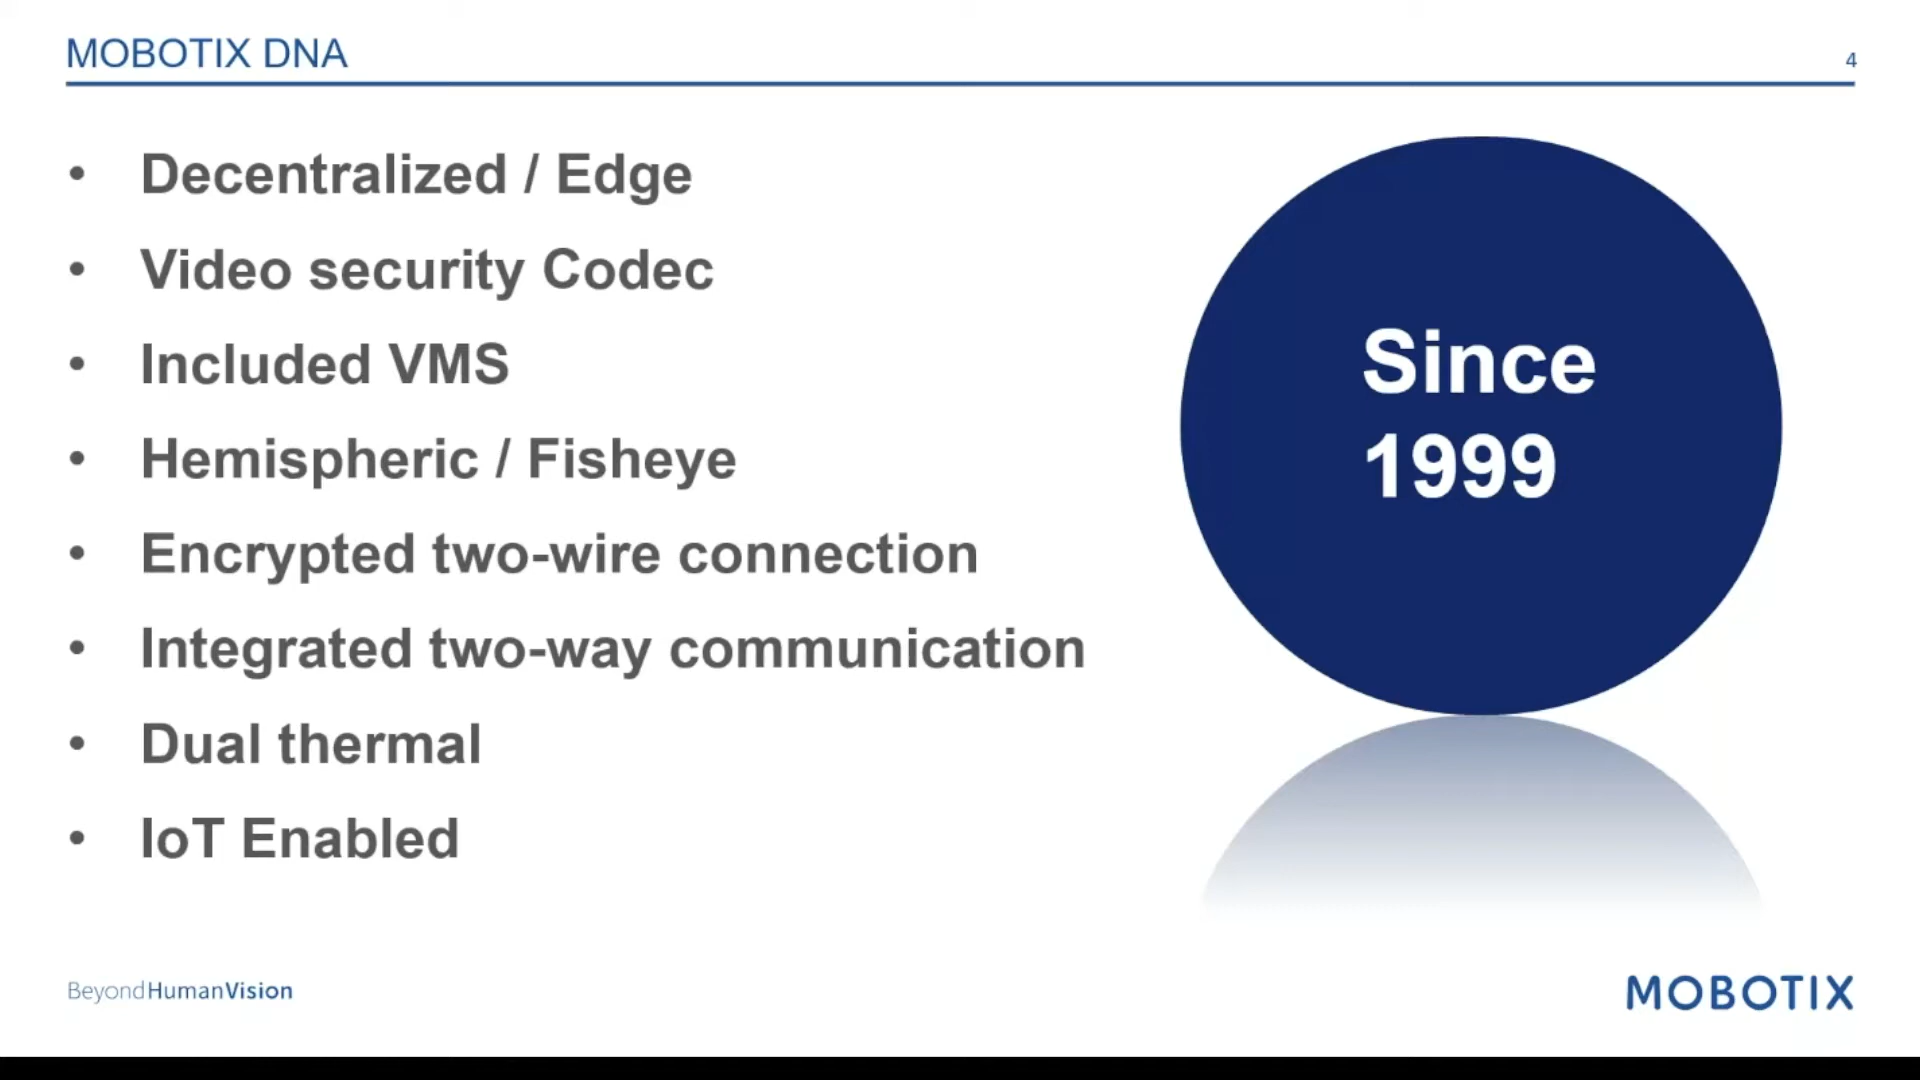 MOBOTIX DNA
4
• Decentralized / Edge
• Video security Codec
• Included VMS
• Hemispheric / Fisheye
• Encrypted two-wire connection
• Integrated two-way communication
• Dual thermal
• IoT Enabled
Since
1999
BeyondHumanVision
MOBOTIX